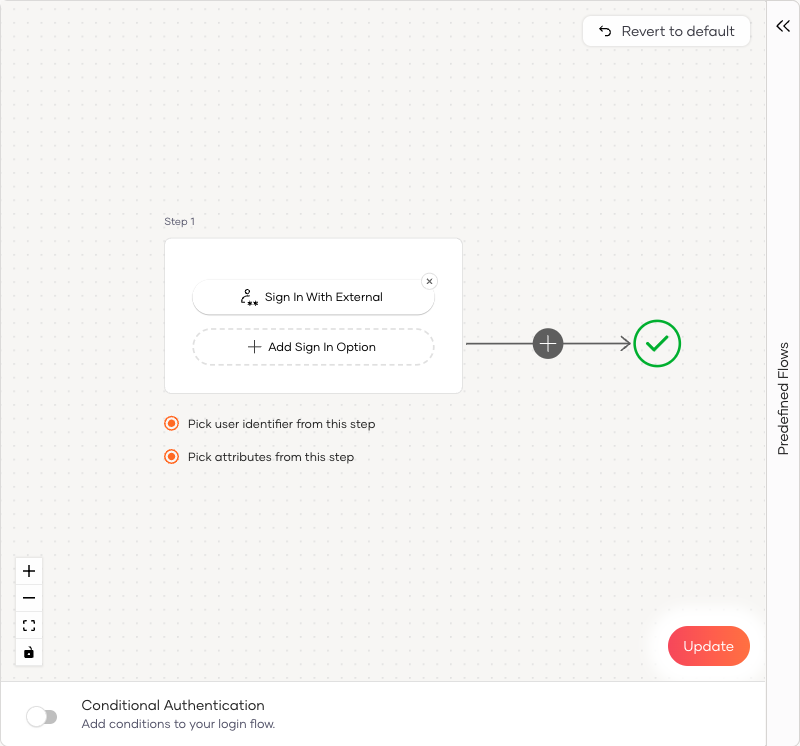 Revert to default
Step 1
Sign In With External
Add Sign In Option
Pick user identifier from this step
Pick attributes from this step
Predefined Flows
Update
Conditional Authentication
Add conditions to your login flow.